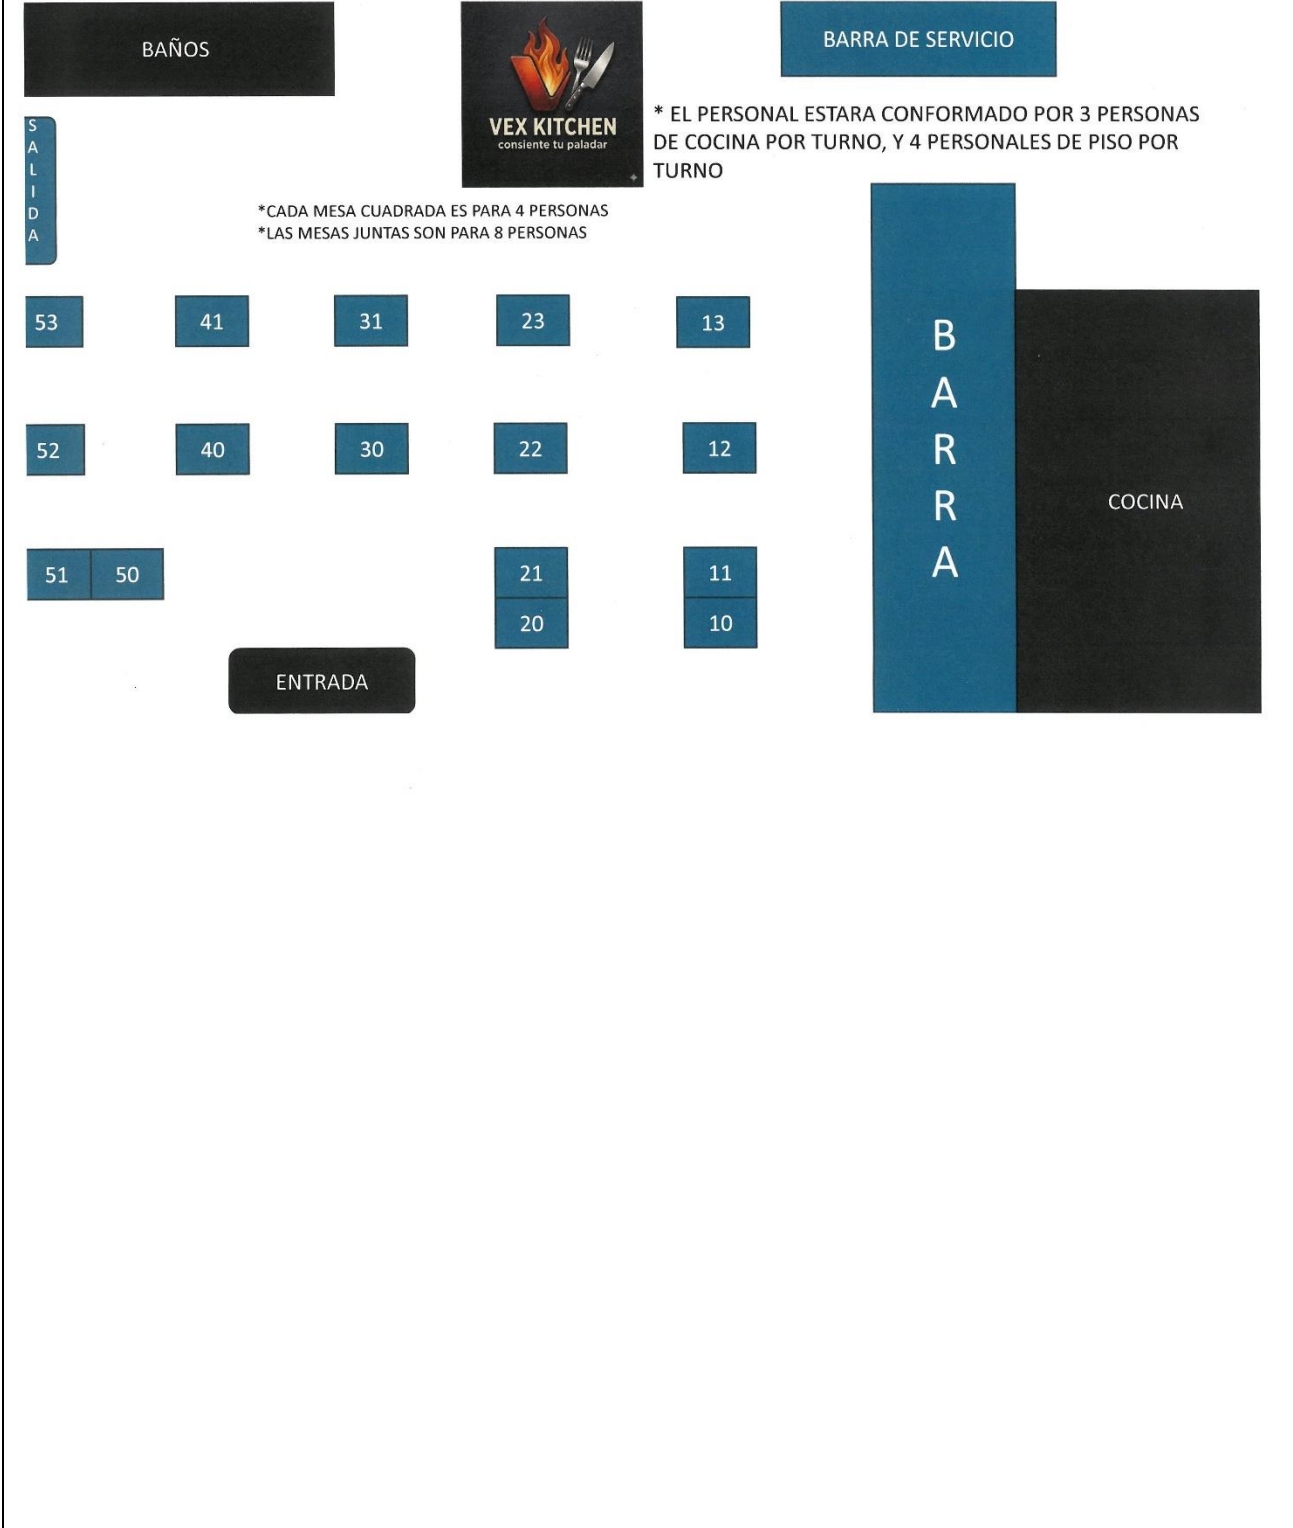 BAÑOS
VEX KITCHEN
consiente tu paladar
BARRA DE SERVICIO
* EL PERSONAL ESTARA CONFORMADO POR 3 PERSONAS
DE COCINA POR TURNO, Y 4 PERSONALES DE PISO POR
TURNO
SALIDA
*CADA MESA CUADRADA ES PARA 4 PERSONAS
*LAS MESAS JUNTAS SON PARA 8 PERSONAS
53 41 31 23 13
52 40 30 22 12
51 50 21 11
20 10
BARRA
COCINA
ENTRADA